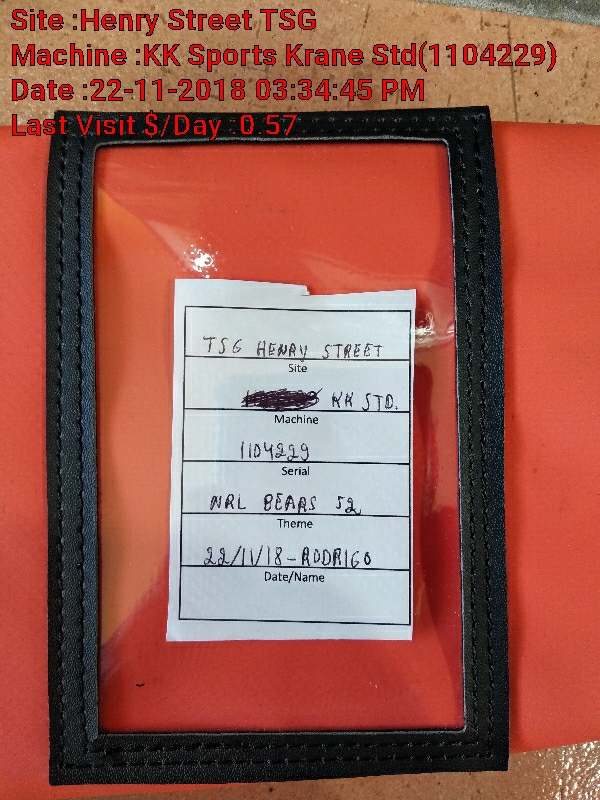 Site :Henry Street TSG
Machine :KK Sports Krane Std(1104229)
Date :22-11-2018 03:34:45 PM
Last Visit $/Day :0.57
TSG HENRY STREET
Site
KK STD.
Machine
1104229
Serial
NRL BEARS 52
Theme
22/11/18-RODRIGO
Date/Name